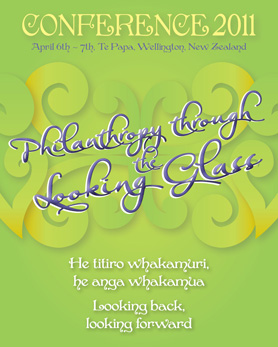 CONFERENCE 2011
April 6th – 7th, Te Papa, Wellington, New Zealand
Philanthropy through
the
Looking Glass
He titiro whakamuri,
he anga whakamua
Looking back,
looking forward